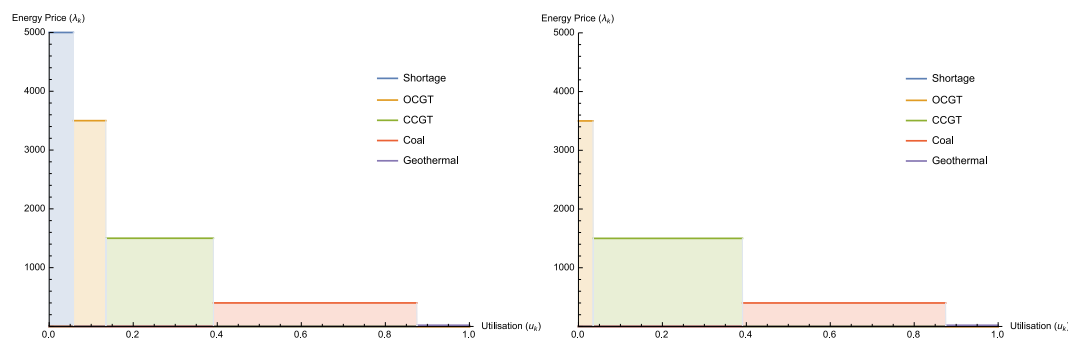 Energy Price (λk)
5000
4000
3000
2000
1000
0.0 0.2 0.4 0.6 0.8 1.0
Utilisation (uk)
Shortage
OCGT
CCGT
Coal
Geothermal
Energy Price (λk)
5000
4000
3000
2000
1000
0.0 0.2 0.4 0.6 0.8 1.0
Utilisation (uk)
Shortage
OCGT
CCGT
Coal
Geothermal